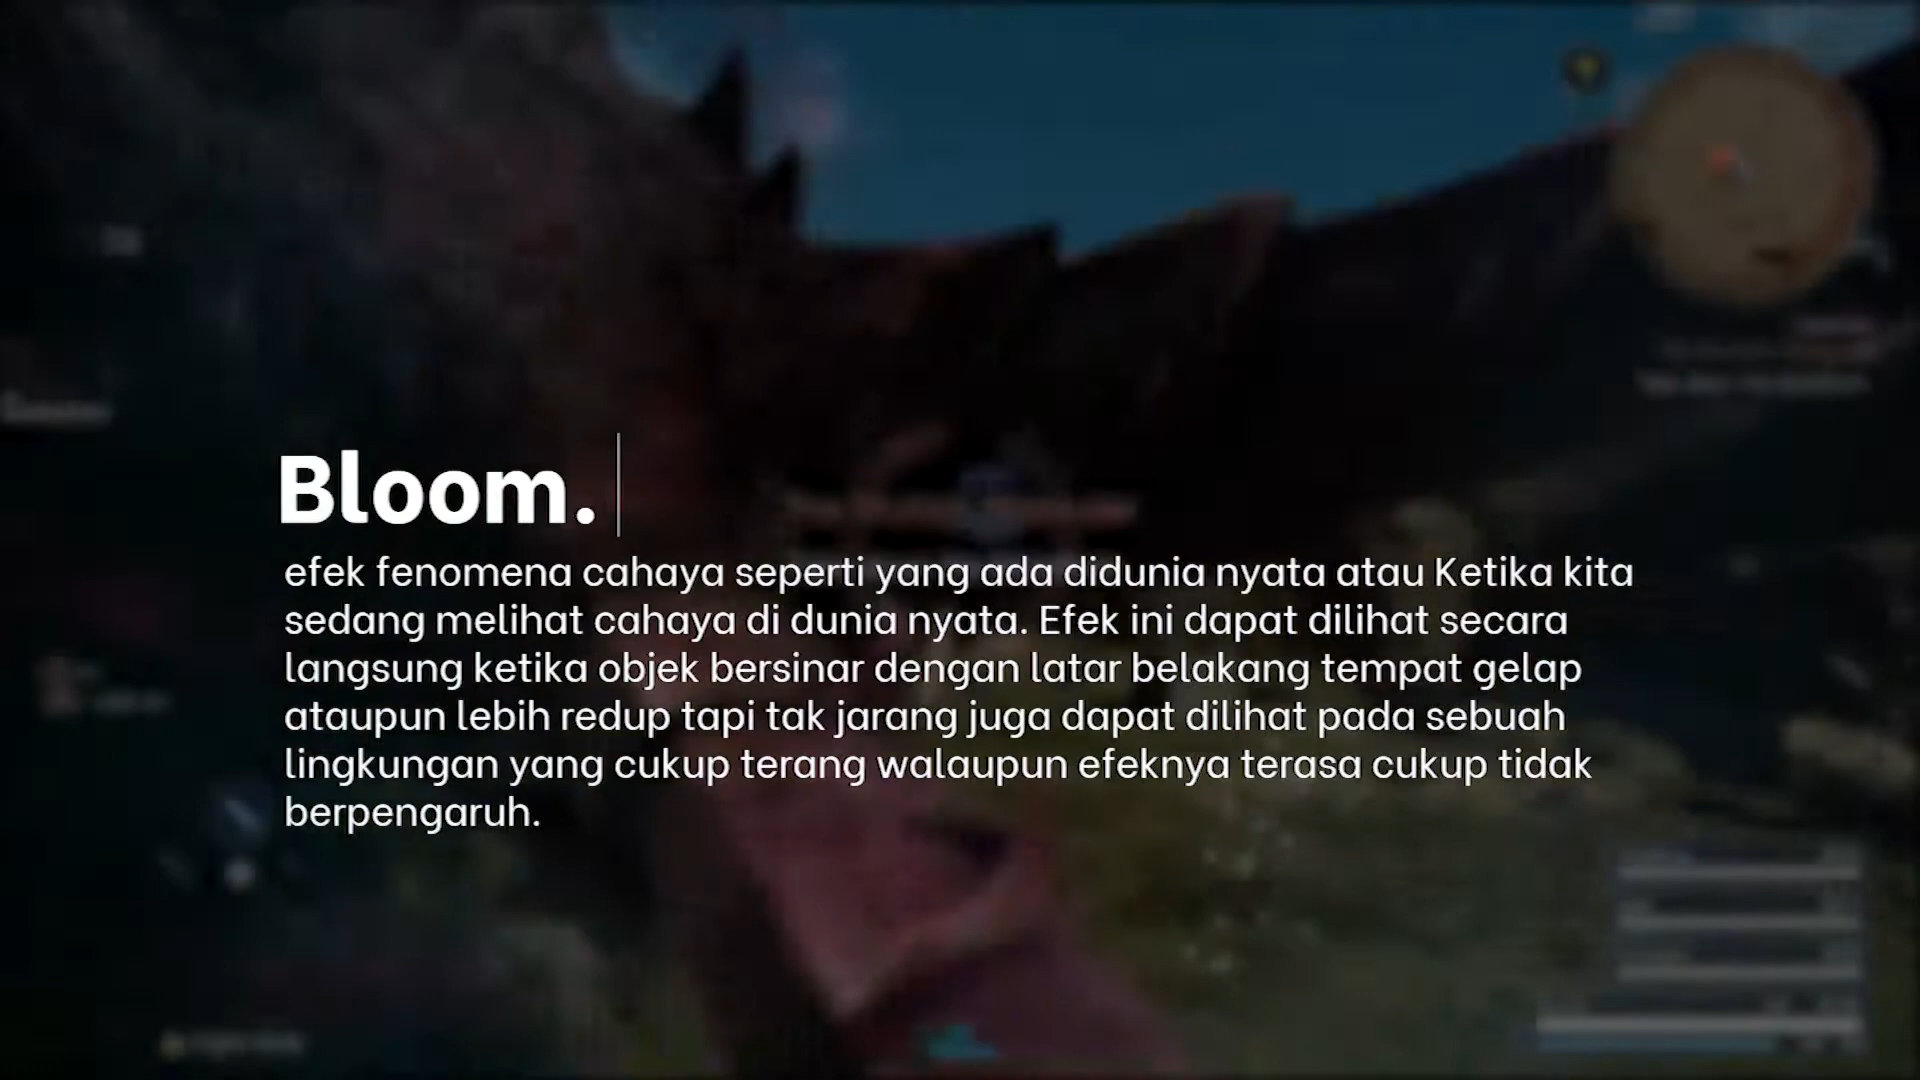 Bloom.
efek fenomena cahaya seperti yang ada didunia nyata atau Ketika kita
sedang melihat cahaya di dunia nyata. Efek ini dapat dilihat secara
langsung ketika objek bersinar dengan latar belakang tempat gelap
ataupun lebih redup tapi tak jarang juga dapat dilihat pada sebuah
lingkungan yang cukup terang walaupun efeknya terasa cukup tidak
berpengaruh.